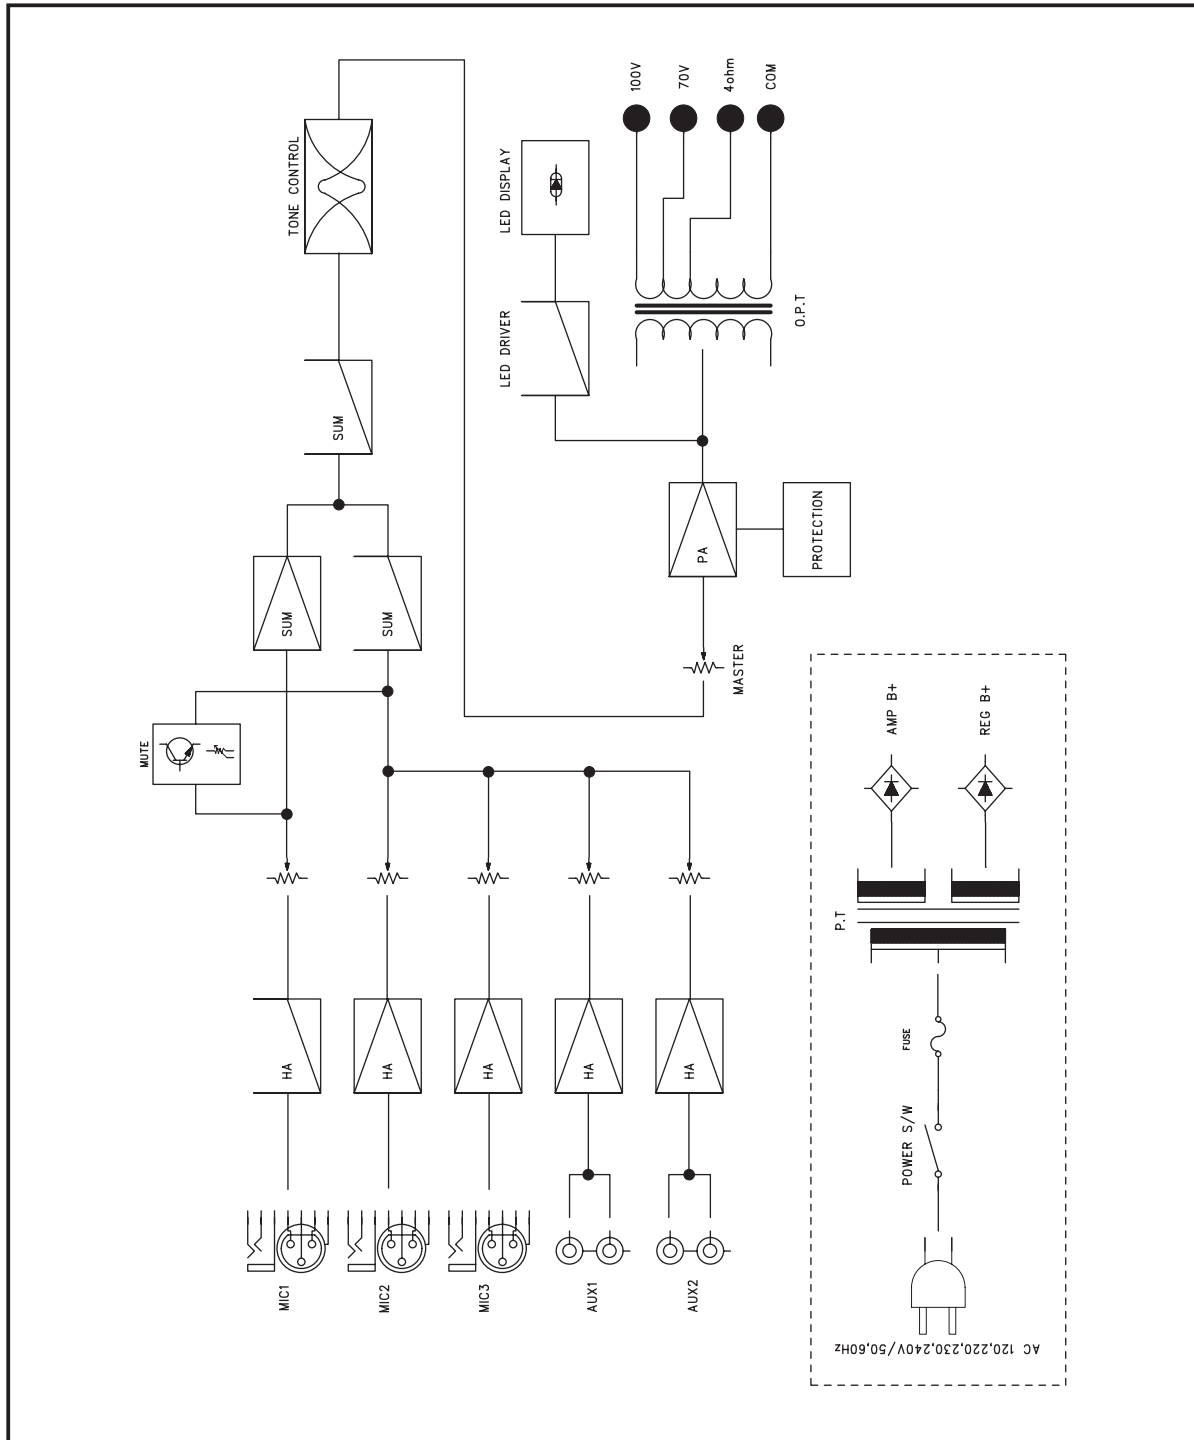 100V
70V
4ohm
COM
TONE CONTROL
LED DISPLAY
LED DRIVER
O.P.T
SUM
PA
PROTECTION
SUM
SUM
MASTER
MUTE
AMP B+
REG B+
P.T
HA
HA
HA
HA
HA
FUSE
POWER S/W
MIC1
MIC2
MIC3
AUX1
AUX2
AC 120,220,230,240V/50,60Hz